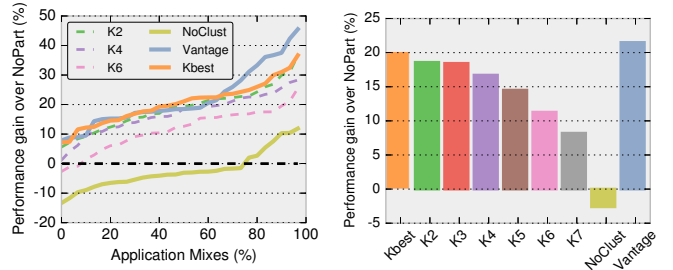 Performance gain over NoPart (%)
50
40
30
20
10
0
-10
-20
K2
K4
K6
NoClust
Vantage
Kbest
0
20
40
60
80
100
Application Mixes (%)
Performance gain over NoPart (%)
25
20
15
10
5
0
-5
Kbest
K2
K3
K4
K5
K6
K7
NoClust
Vantage